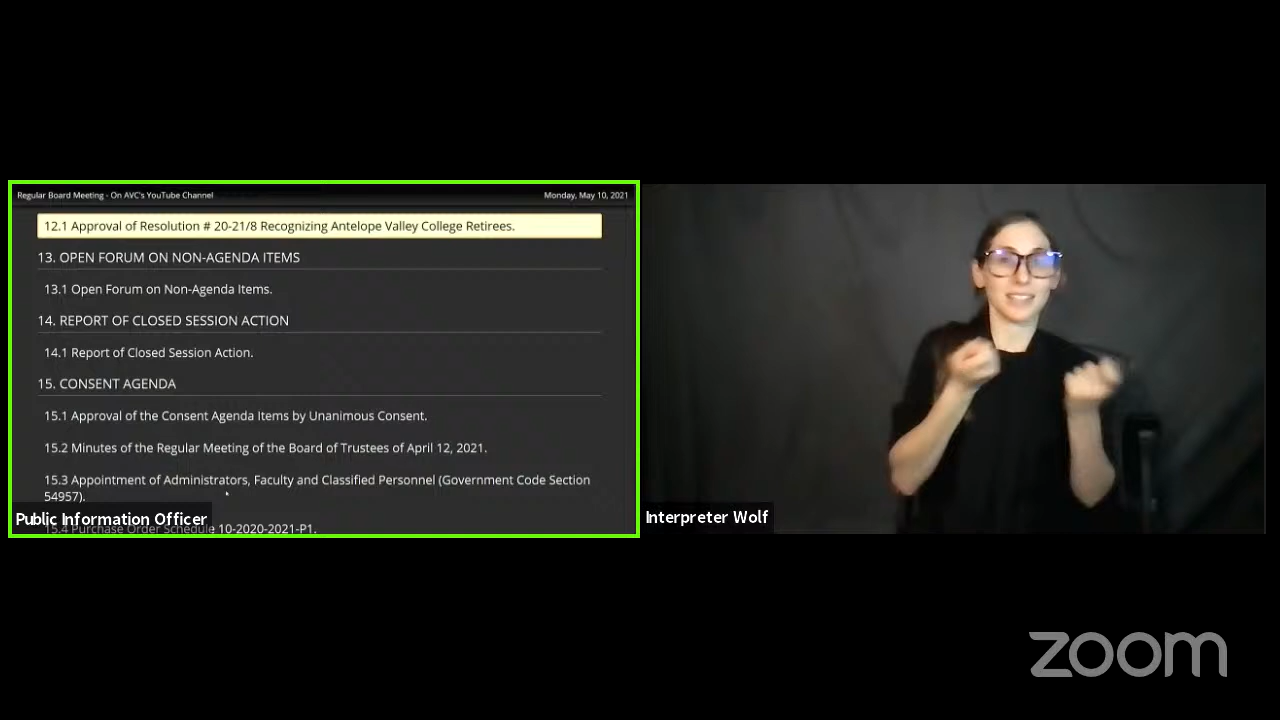 Regular Board Meeting - On AVC's YouTube Channel
Monday, May 10, 2021
12.1 Approval of Resolution # 20-21/8 Recognizing Antelope Valley College Retirees.
13. OPEN FORUM ON NON-AGENDA ITEMS
13.1 Open Forum on Non-Agenda Items.
14. REPORT OF CLOSED SESSION ACTION
14.1 Report of Closed Session Action.
15. CONSENT AGENDA
15.1 Approval of the Consent Agenda Items by Unanimous Consent.
15.2 Minutes of the Regular Meeting of the Board of Trustees of April 12, 2021.
15.3 Appointment of Administrators, Faculty and Classified Personnel (Government Code Section
54957).
15.4 Purchase Order Schedule 10-2020-2021-P1.
Public Information Officer
Interpreter Wolf
zoom